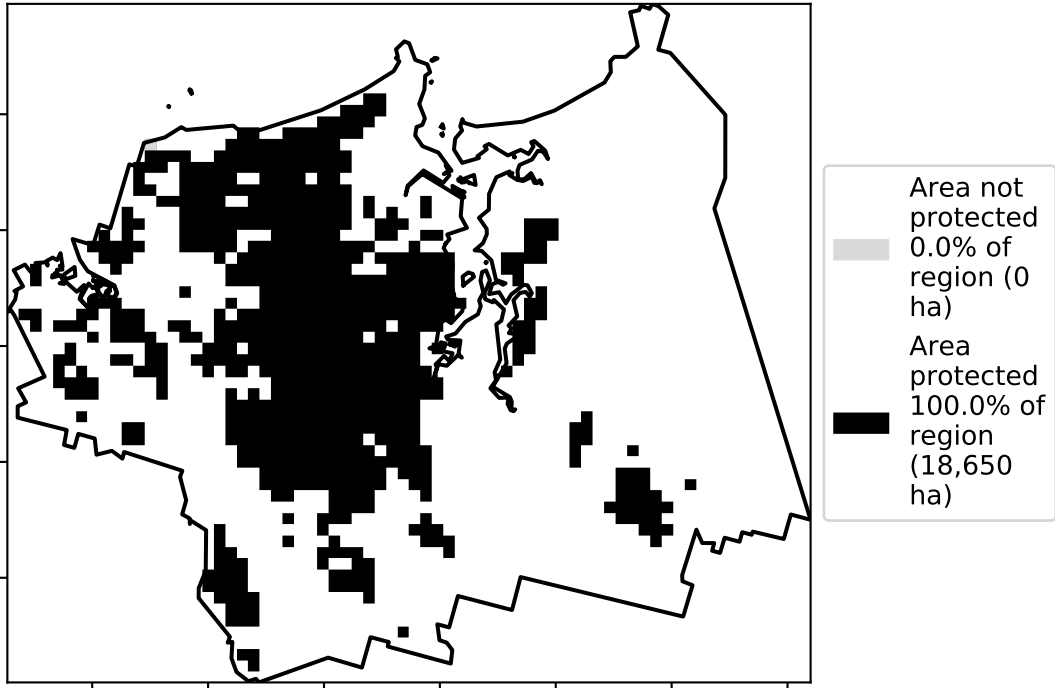 Area not
protected
0.0% of
region (0
ha)
Area
protected
100.0% of
region
(18,650
ha)